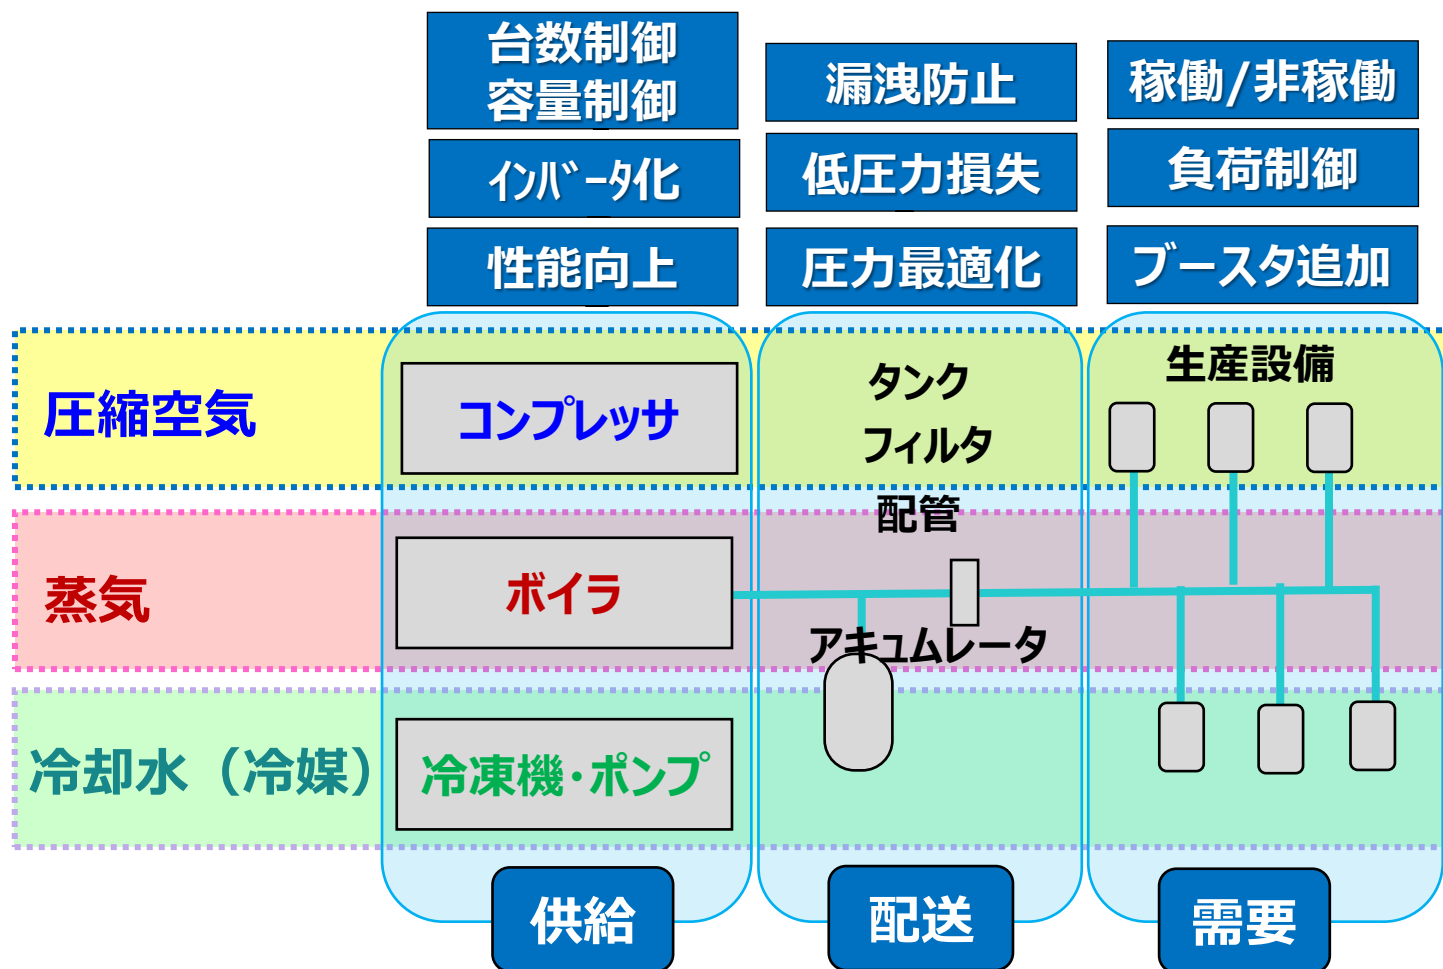 台数制御
容量制御
漏洩防止
稼働/非稼働
ｲﾝﾊﾞｰﾀ化
低圧力損失
負荷制御
性能向上
圧力最適化
ブースタ追加
圧縮空気
コンプレッサ
タンク
フィルタ
配管
生産設備
蒸気
ボイラ
アキュムレータ
冷却水（冷媒）
冷凍機・ポンプ
供給
配送
需要